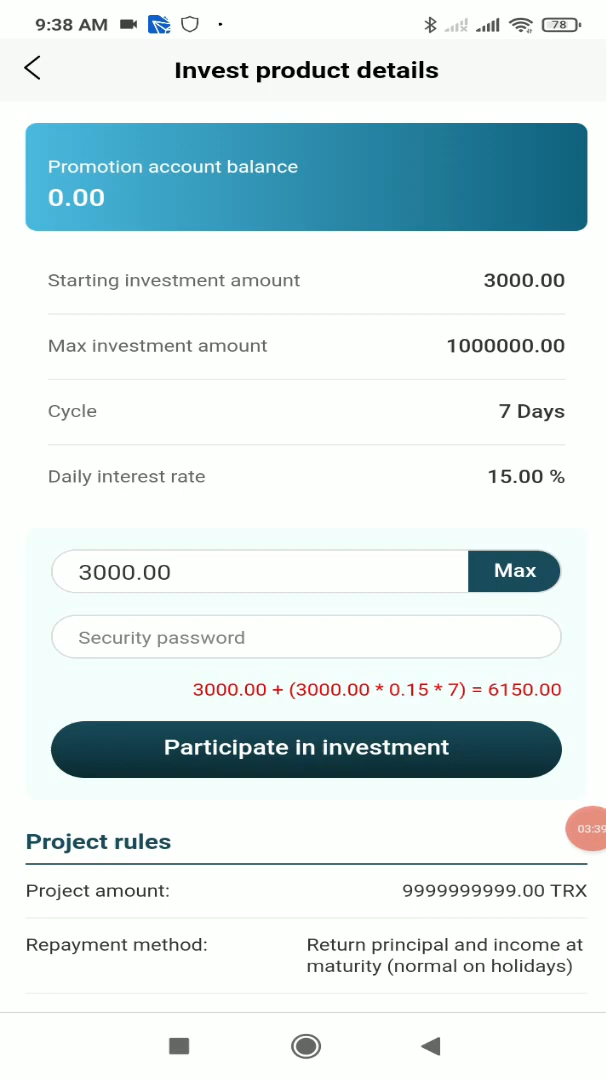 9:38 AM
78
Invest product details
Promotion account balance
0.00
Starting investment amount 3000.00
Max investment amount 1000000.00
Cycle 7 Days
Daily interest rate 15.00 %
3000.00 Max
Security password
3000.00 + (3000.00 * 0.15 * 7) = 6150.00
Participate in investment
03:39
Project rules
Project amount: 9999999999.00 TRX
Repayment method: Return principal and income at
maturity (normal on holidays)